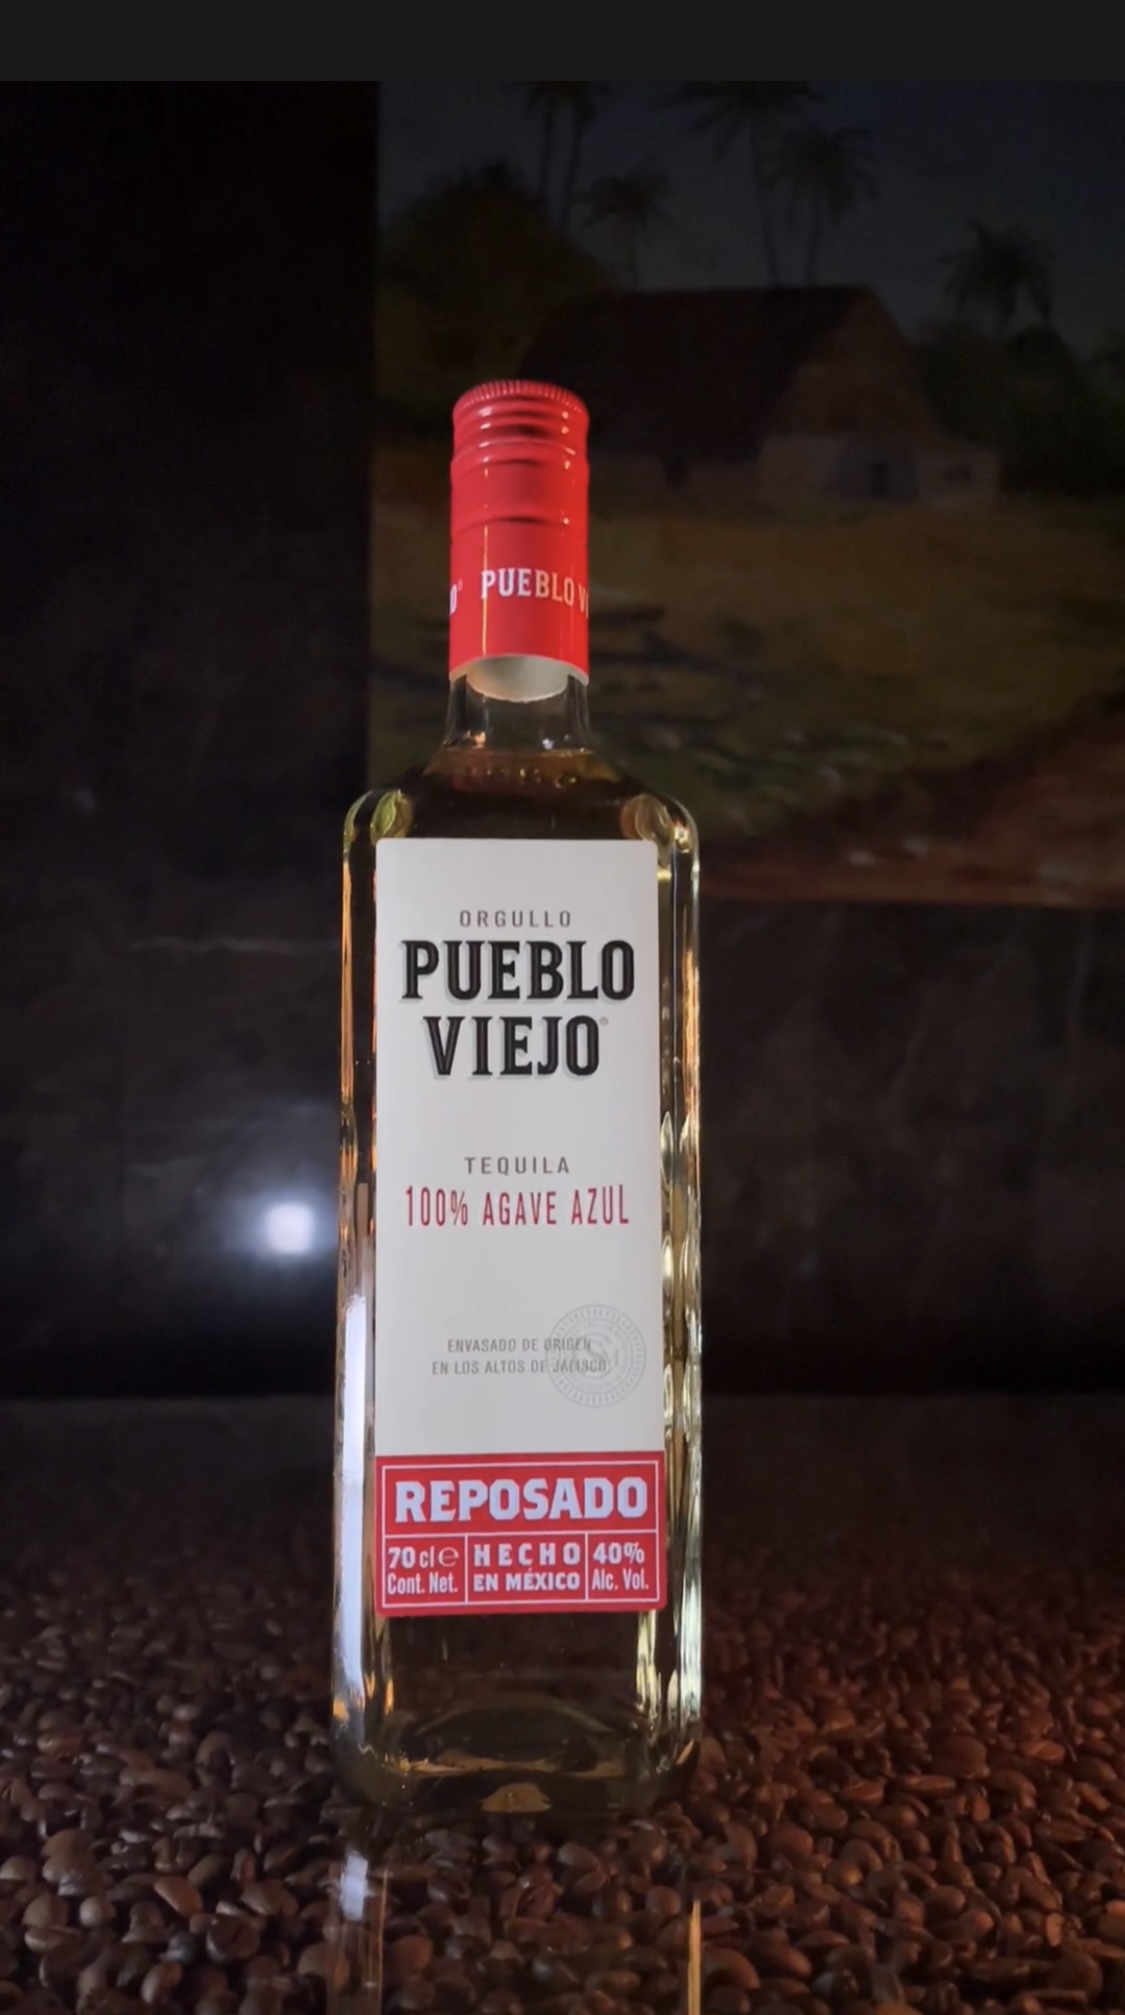 PUEBLO V
ORGULLO
PUEBLO
VIEJO®
TEQUILA
100% AGAVE AZUL
ENVASADO DE ORIGEN
EN LOS ALTOS DE JALISCO
REPOSADO
70 cl e
Cont. Net.
HECHO
EN MÉXICO
40%
Alc. Vol.